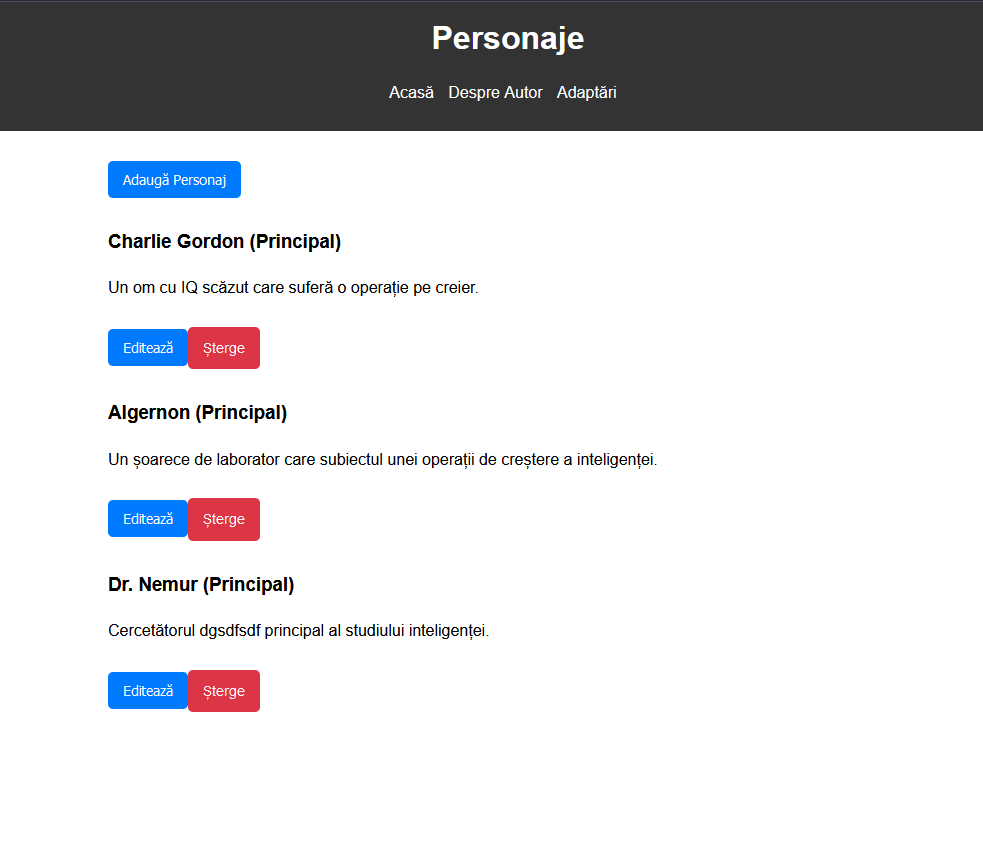 Personaje
Acasă Despre Autor Adaptări
Adaugă Personaj
Charlie Gordon (Principal)
Un om cu IQ scăzut care suferă o operație pe creier.
Editează Șterge
Algernon (Principal)
Un șoarece de laborator care subiectul unei operații de creștere a inteligenței.
Editează Șterge
Dr. Nemur (Principal)
Cercetătorul dgsdfsdf principal al studiului inteligenței.
Editează Șterge